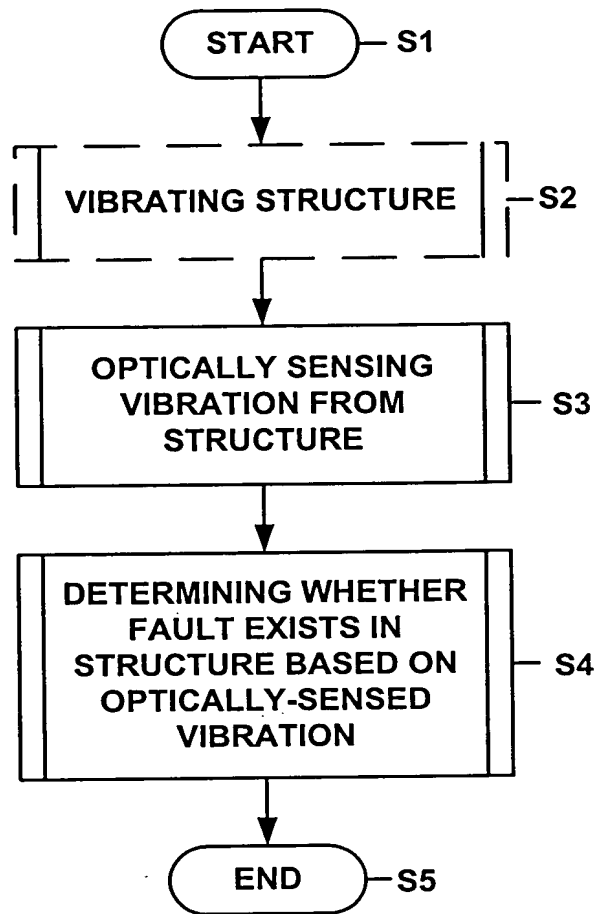 START
S1
VIBRATING STRUCTURE
S2
OPTICALLY SENSING
VIBRATION FROM
STRUCTURE
S3
DETERMINING WHETHER
FAULT EXISTS IN
STRUCTURE BASED ON
OPTICALLY-SENSED
VIBRATION
S4
END
S5